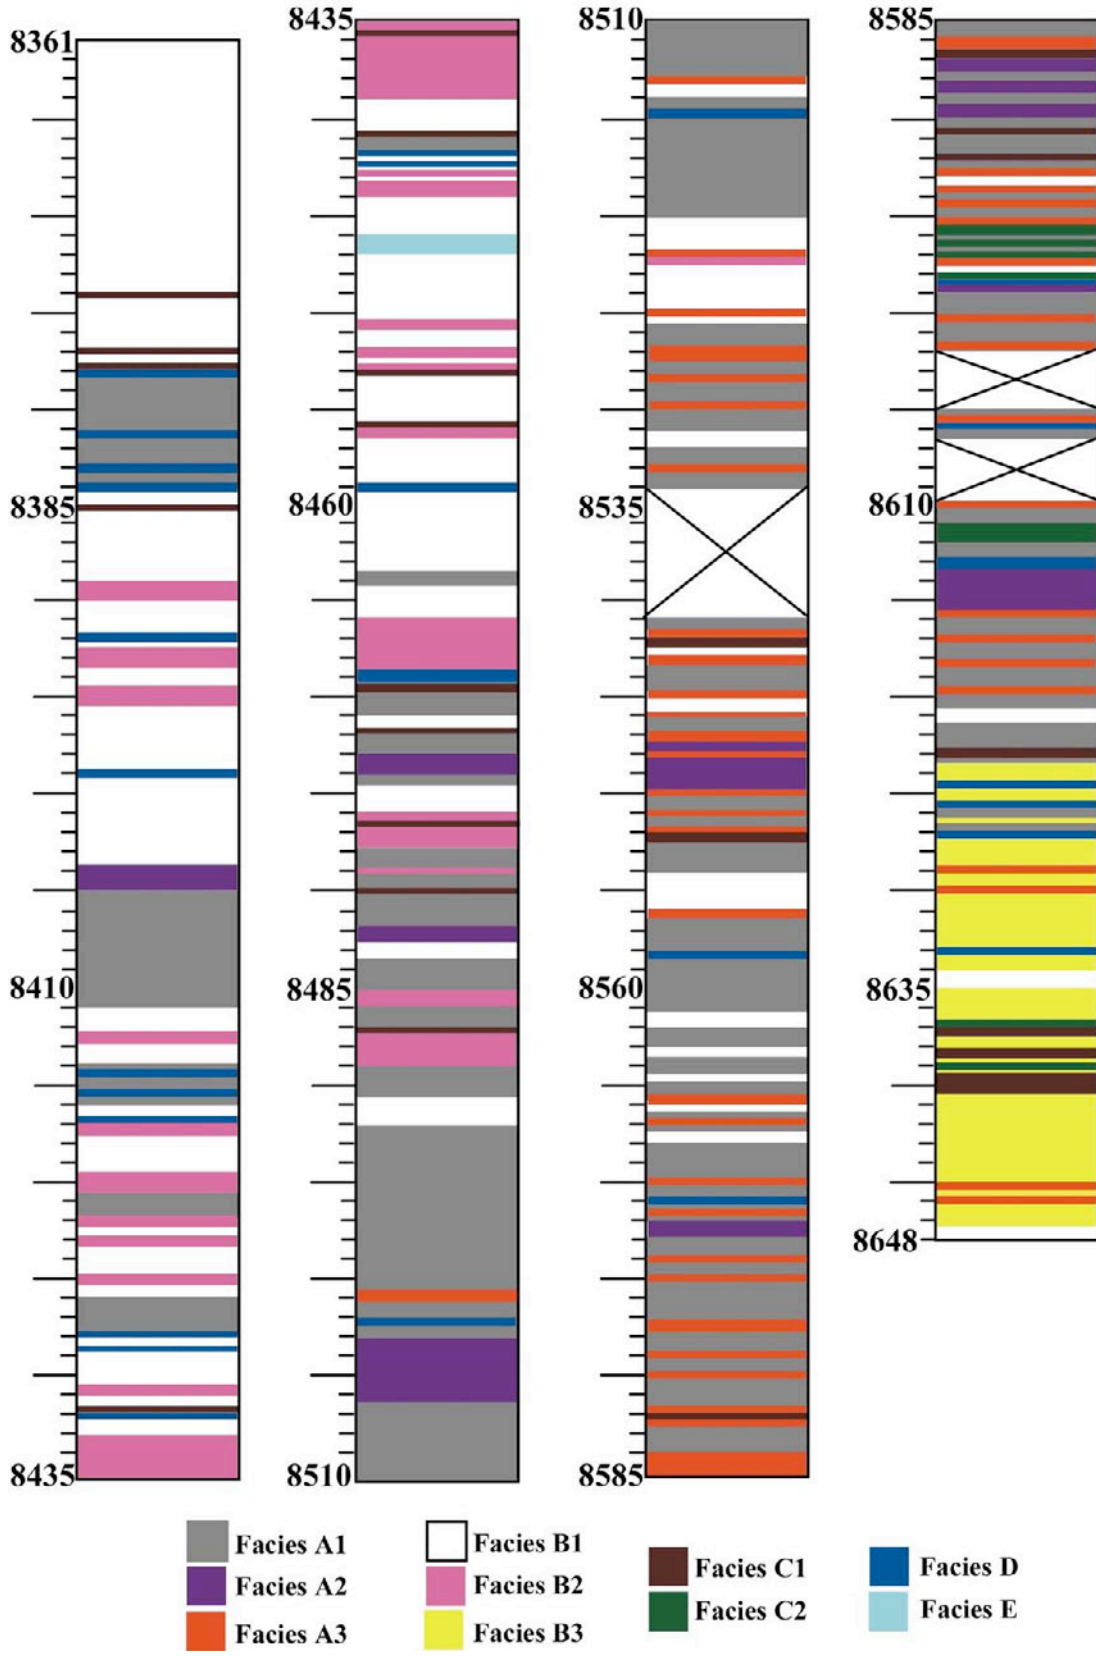 8361
8385
8410
8435
8435
8460
8485
8510
8510
8535
8560
8585
8585
8610
8635
8648
Facies A1
Facies A2
Facies A3
Facies B1
Facies B2
Facies B3
Facies C1
Facies C2
Facies D
Facies E